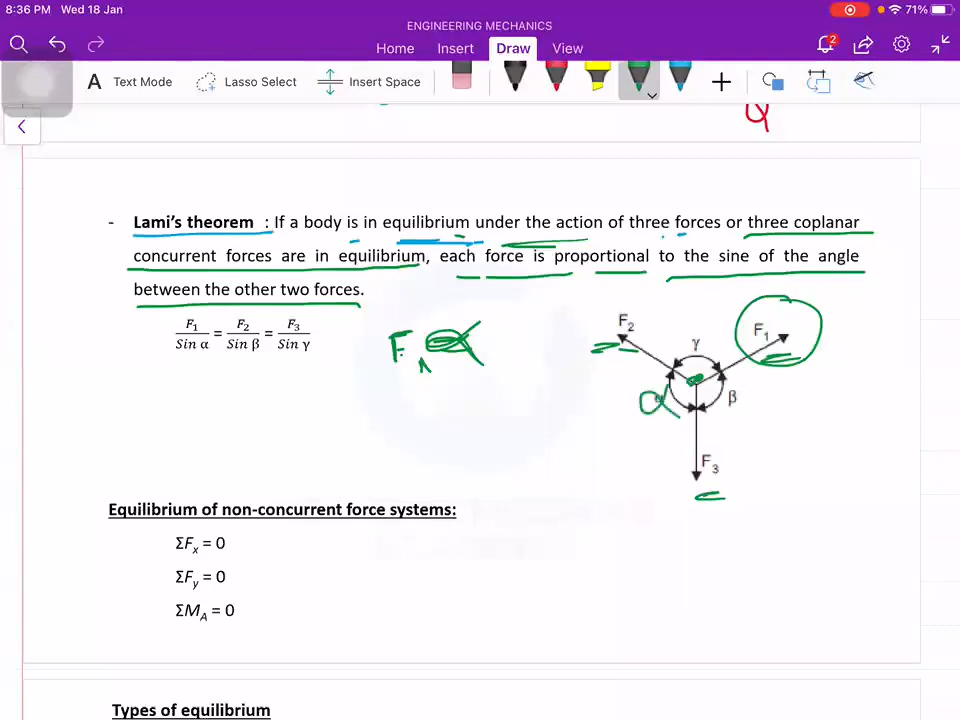 8:36 PM Wed 18 Jan
71%
ENGINEERING MECHANICS
Home Insert Draw View
2
A Text Mode Lasso Select Insert Space
- Lami's theorem : If a body is in equilibrium under the action of three forces or three coplanar
concurrent forces are in equilibrium, each force is proportional to the sine of the angle
between the other two forces.
F1/Sin α = F2/Sin β = F3/Sin γ
F1 α
F2
F1
γ
α
β
F3
Equilibrium of non-concurrent force systems:
ΣFx = 0
ΣFy = 0
ΣMA = 0
Types of equilibrium